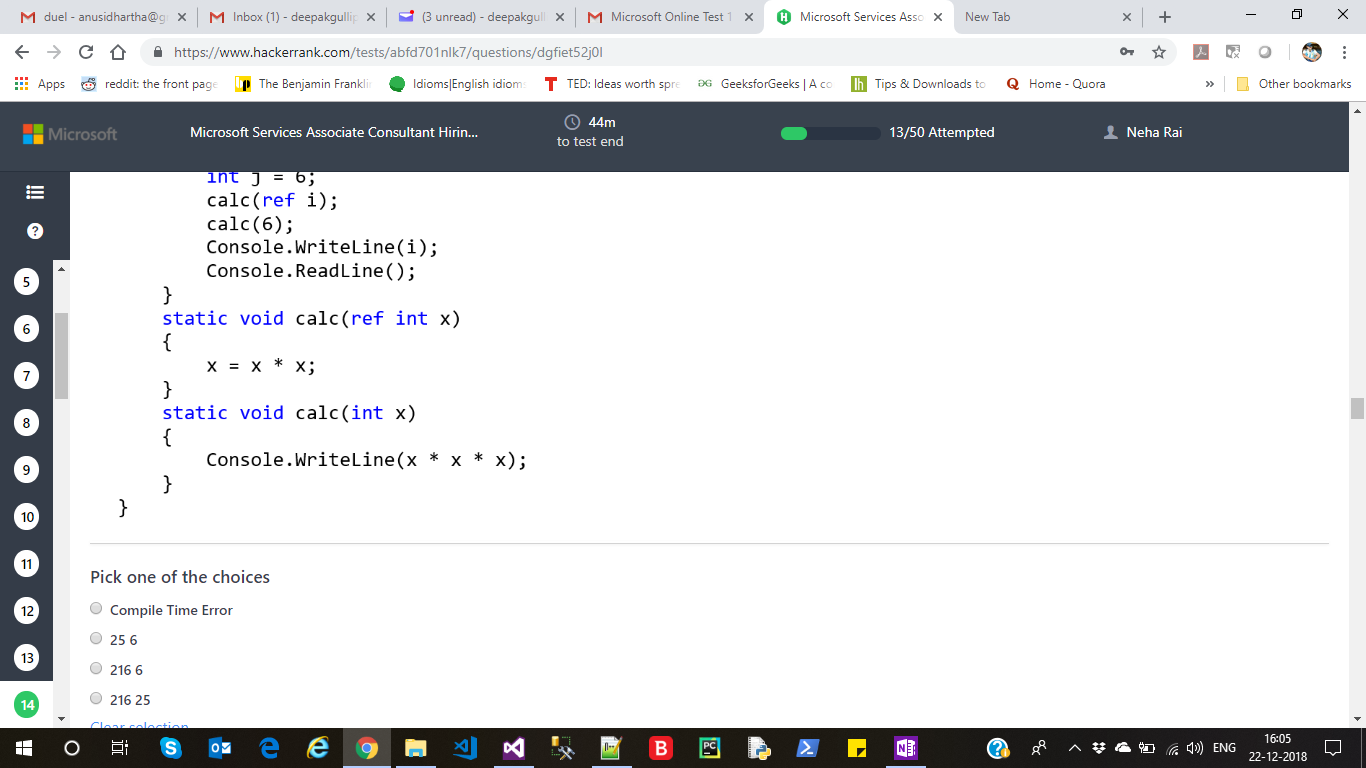 duel - anusidhartha@g
Inbox (1) - deepakgullip
(3 unread) - deepakgull
Microsoft Online Test 1
Microsoft Services Asso
New Tab
https://www.hackerrank.com/tests/abfd701nlk7/questions/dgfiet52j0l
Apps
reddit: the front page
The Benjamin Franklin
Idioms|English idioms
TED: Ideas worth spre
GeeksforGeeks | A co
Tips & Downloads to
Home - Quora
»
Other bookmarks
Microsoft
Microsoft Services Associate Consultant Hirin...
44m
to test end
13/50 Attempted
Neha Rai
?
5
6
7
8
9
10
11
12
13
14
int j = 6;
calc(ref i);
calc(6);
Console.WriteLine(i);
Console.ReadLine();
}
static void calc(ref int x)
{
x = x * x;
}
static void calc(int x)
{
Console.WriteLine(x * x * x);
}
}
Pick one of the choices
Compile Time Error
25 6
216 6
216 25
Clear selection
ENG
16:05
22-12-2018